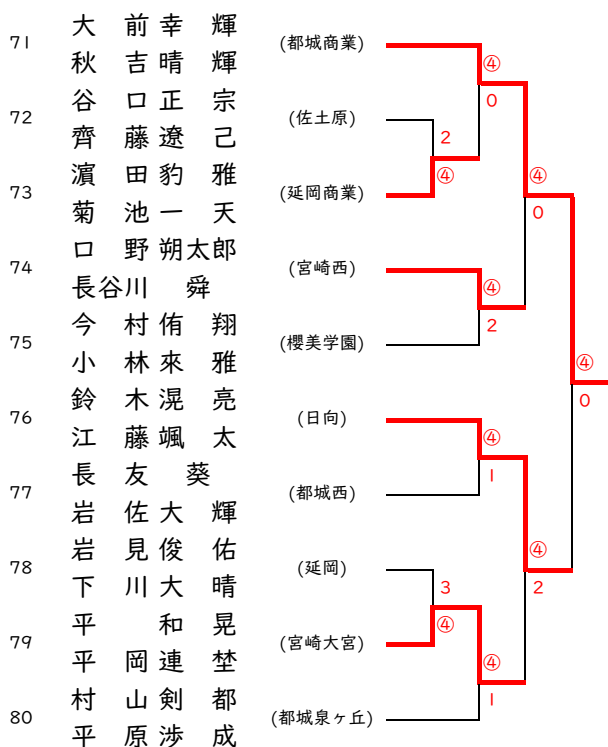 大前幸輝
71 (都城商業)
秋吉晴輝
④
0
谷口正宗
72 (佐土原)
齊藤遼己
2
④
濵田豹雅
73 (延岡商業)
菊池一天
④
0
口野朔太郎
74 (宮崎西)
長谷川舜
④
2
今村侑翔
75 (櫻美学園)
小林來雅
④
0
鈴木滉亮
76 (日向)
江藤颯太
④
1
長友葵
77 (都城西)
岩佐大輝
④
2
岩見俊佑
78 (延岡)
下川大晴
3
④
平和晃
79 (宮崎大宮)
平岡連埜
④
1
村山剣都
80 (都城泉ヶ丘)
平原渉成